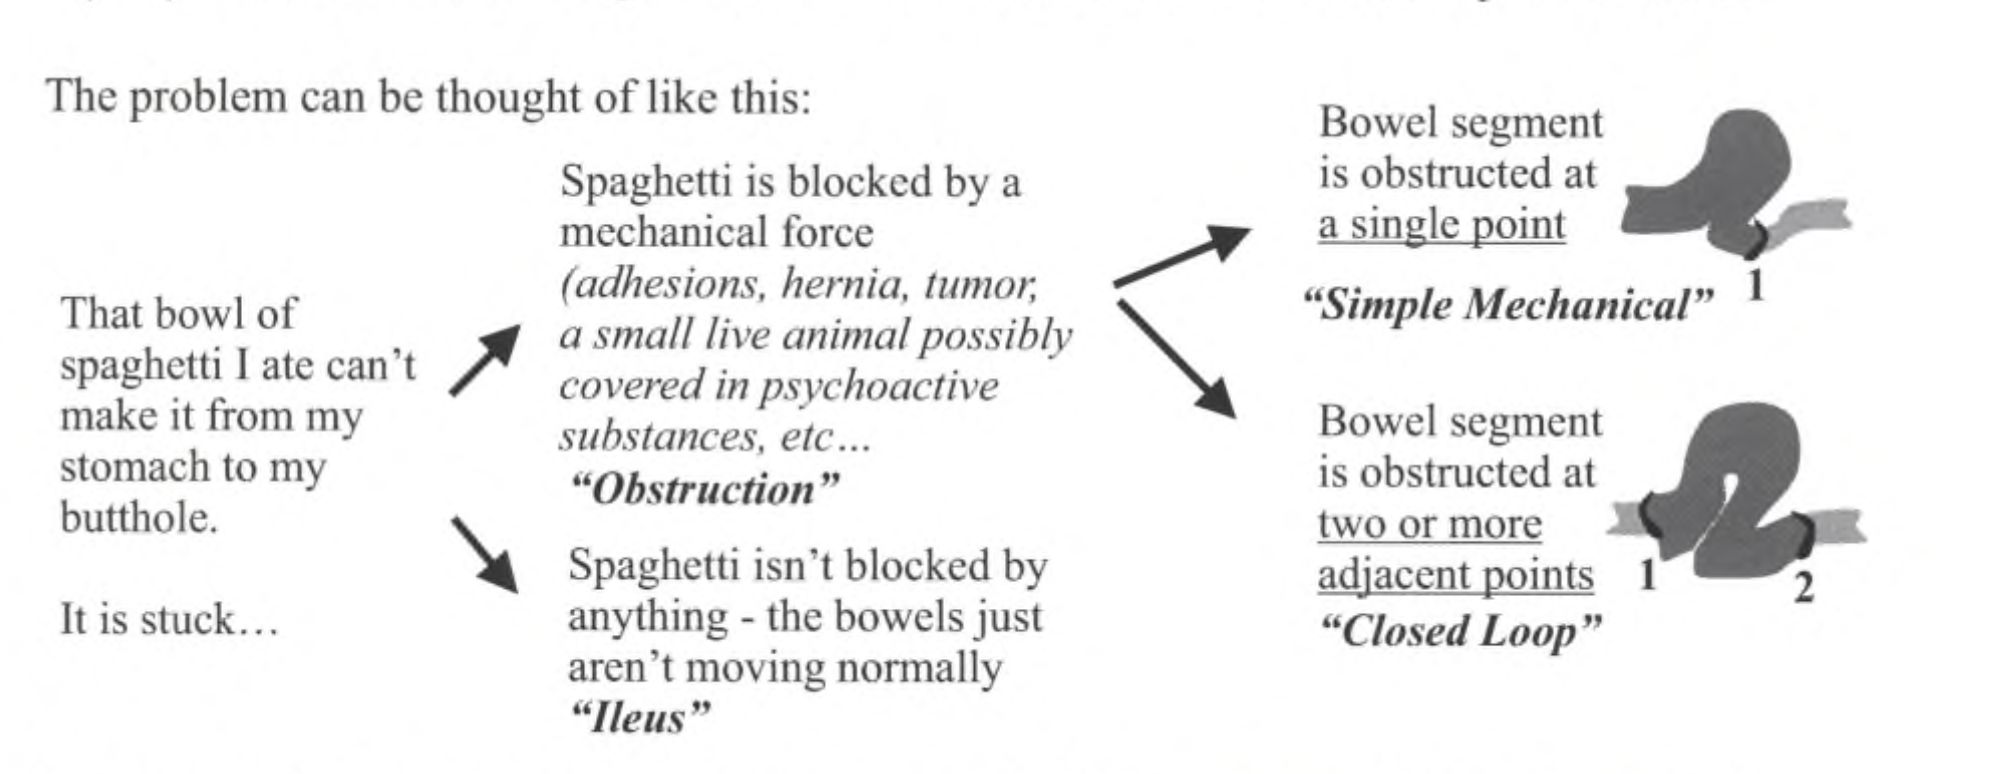 The problem can be thought of like this:
That bowl of
spaghetti I ate can't
make it from my
stomach to my
butthole.
It is stuck…
Spaghetti is blocked by a
mechanical force
(adhesions, hernia, tumor,
a small live animal possibly
covered in psychoactive
substances, etc…
“Obstruction”
Spaghetti isn't blocked by
anything - the bowels just
aren't moving normally
“Ileus”
Bowel segment
is obstructed at
a single point
1
“Simple Mechanical”
Bowel segment
is obstructed at
two or more
adjacent points
1
2
“Closed Loop”